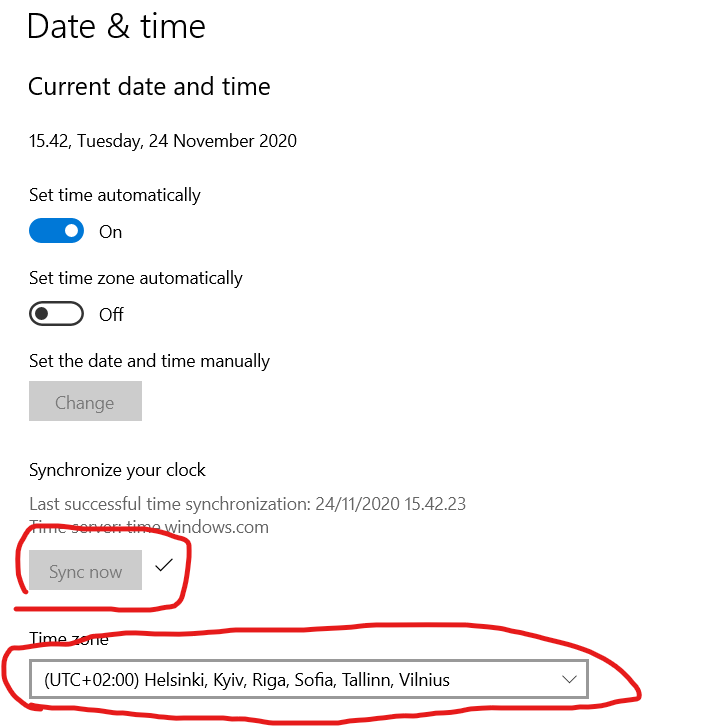 Date & time
Current date and time
15.42, Tuesday, 24 November 2020
Set time automatically
On
Set time zone automatically
Off
Set the date and time manually
Change
Synchronize your clock
Last successful time synchronization: 24/11/2020 15.42.23
Time server: time.windows.com
Sync now
Time zone
(UTC+02:00) Helsinki, Kyiv, Riga, Sofia, Tallinn, Vilnius